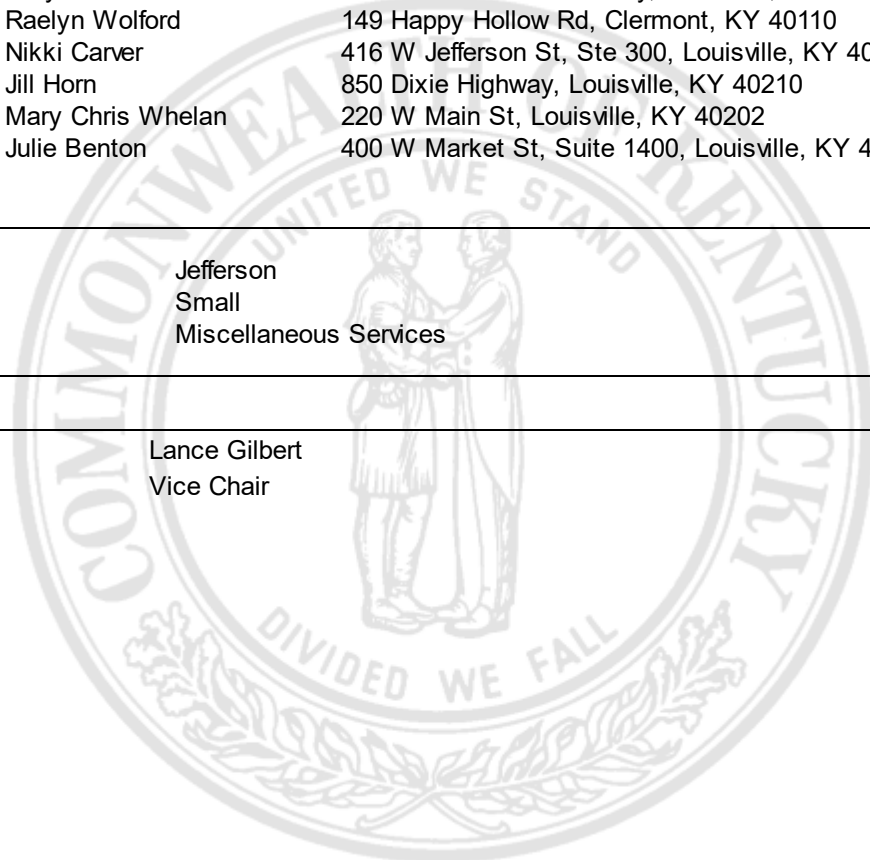 Raelyn Wolford 149 Happy Hollow Rd, Clermont, KY 40110
Nikki Carver 416 W Jefferson St, Ste 300, Louisville, KY
Jill Horn 850 Dixie Highway, Louisville, KY 40210
Mary Chris Whelan 220 W Main St, Louisville, KY 40202
Julie Benton 400 W Market St, Suite 1400, Louisville, KY
Jefferson
Small
Miscellaneous Services
Lance Gilbert
Vice Chair
COMMONWEALTH OF KENTUCKY
UNITED WE STAND
DIVIDED WE FALL